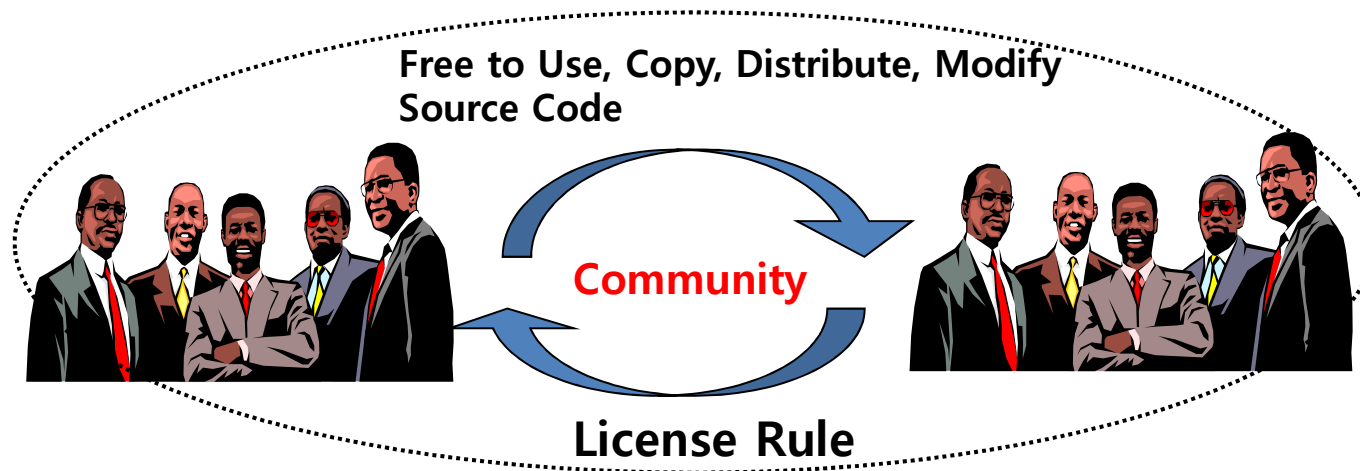 Free to Use, Copy, Distribute, Modify
Source Code
Community
License Rule